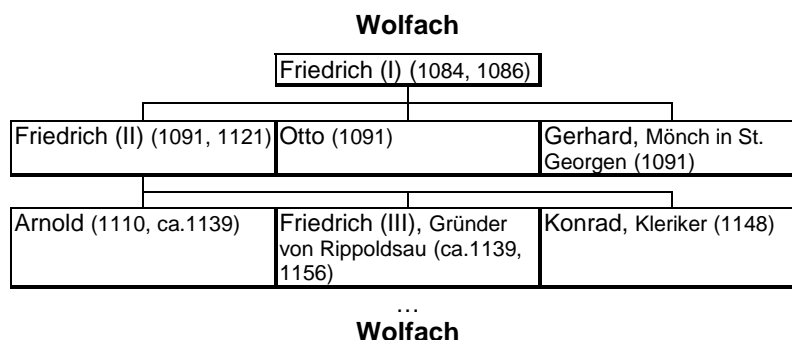 Wolfach
Friedrich (I) (1084, 1086)
Friedrich (II) (1091, 1121)
Otto (1091)
Gerhard, Mönch in St.
Georgen (1091)
Arnold (1110, ca.1139)
Friedrich (III), Gründer
von Rippoldsau (ca.1139,
1156)
Konrad, Kleriker (1148)
…
Wolfach